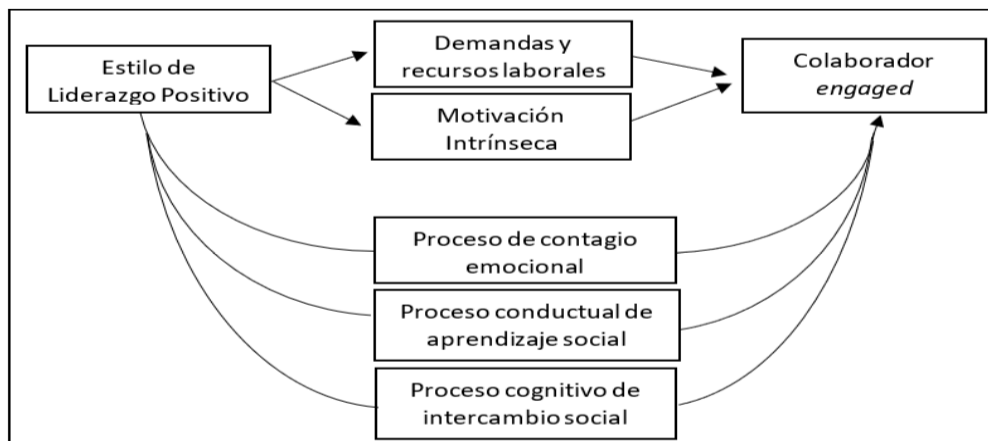 Estilo de
Liderazgo Positivo
Demandas y
recursos laborales
Motivación
Intrínseca
Colaborador
engaged
Proceso de contagio
emocional
Proceso conductual de
aprendizaje social
Proceso cognitivo de
intercambio social